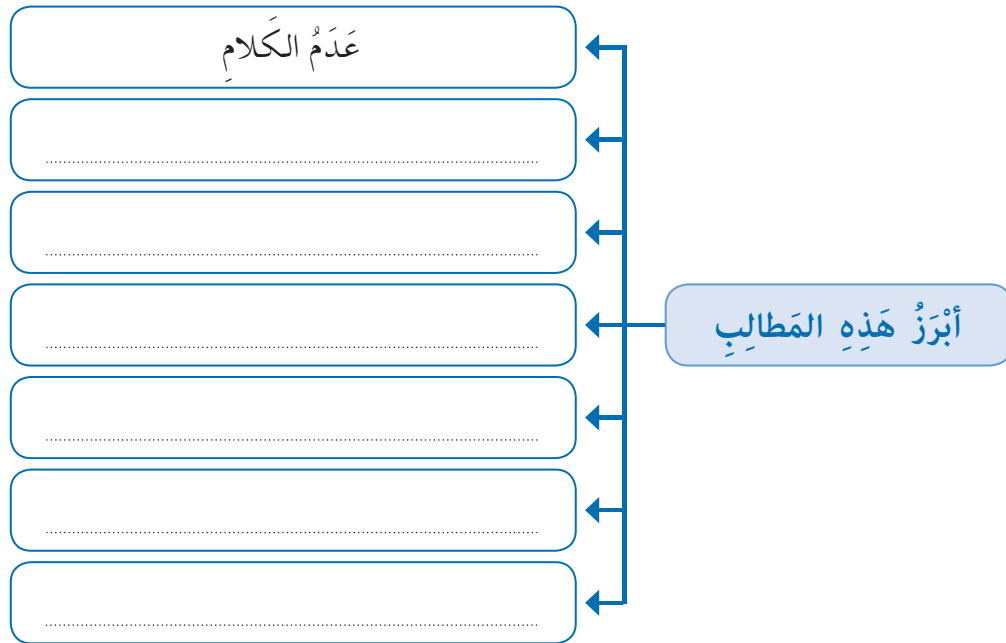 أبْرَزُ هَذِهِ المَطالِبِ
عَدَمُ الكَلامِ